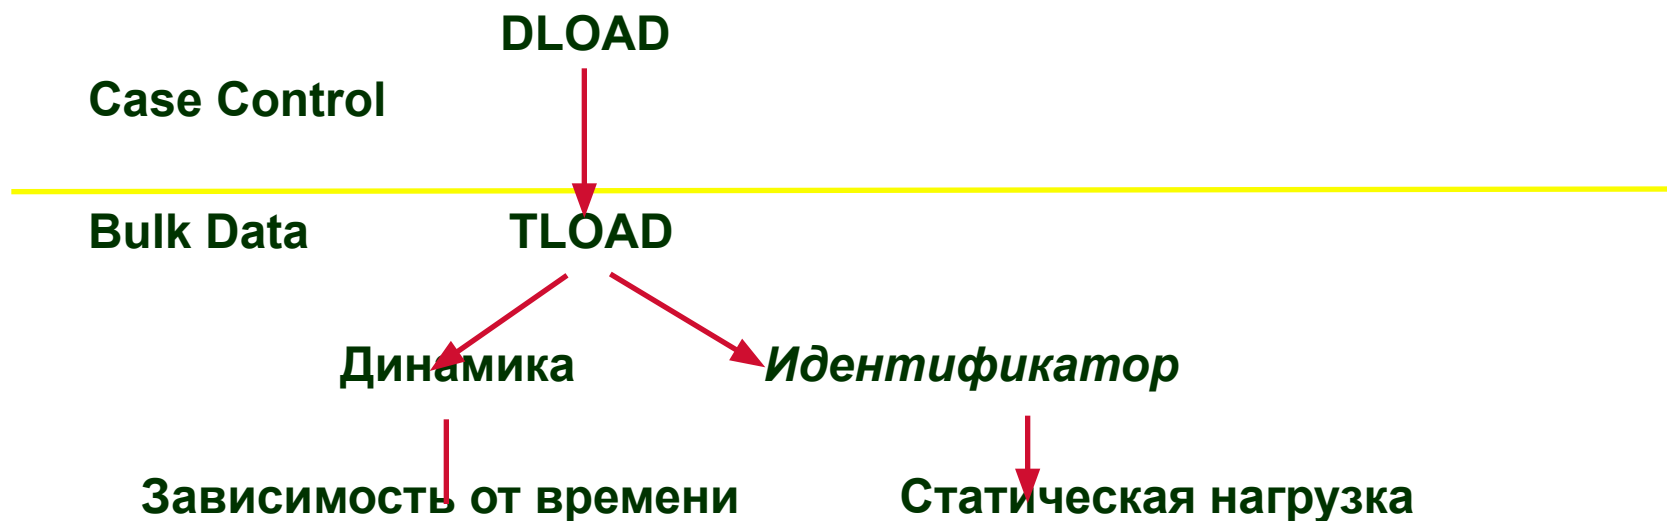 DLOAD
Case Control
Bulk Data TLOAD
Динамика Идентификатор
Зависимость от времени Статическая нагрузка